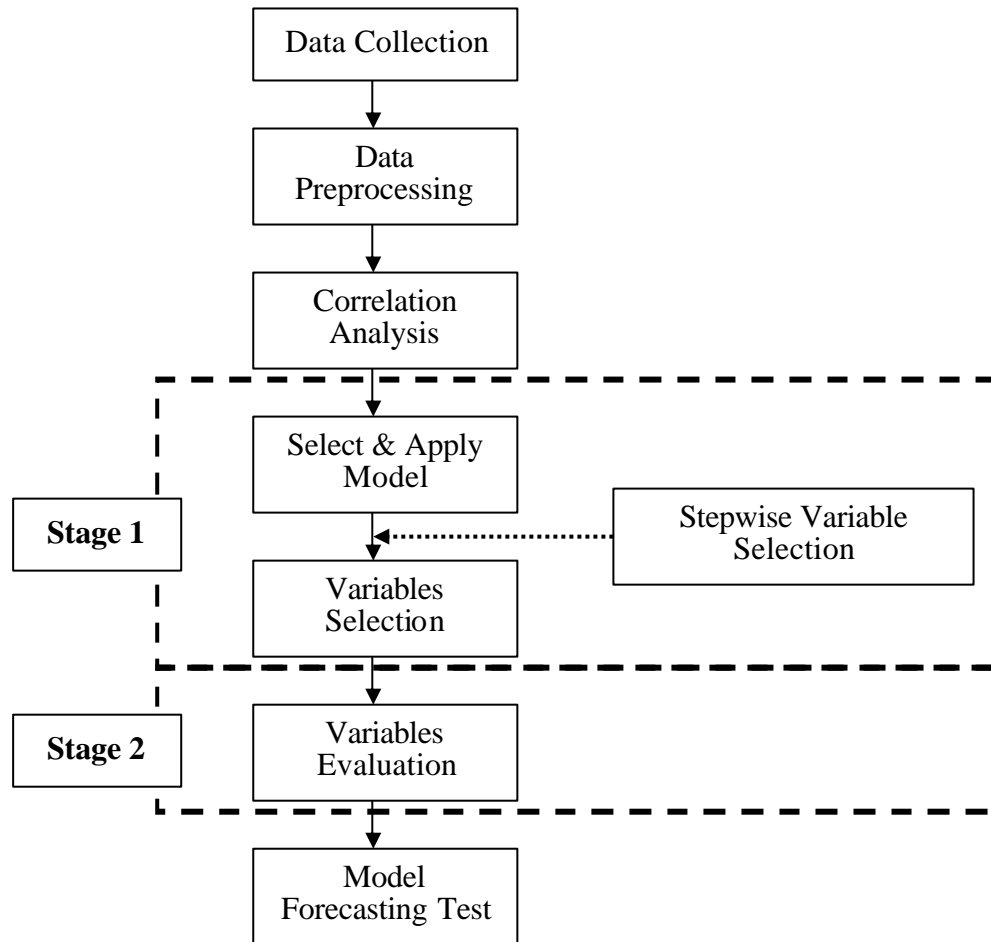 Data Collection
Data
Preprocessing
Correlation
Analysis
Select & Apply
Model
Stage 1
Stepwise Variable
Selection
Variables
Selection
Stage 2
Variables
Evaluation
Model
Forecasting Test